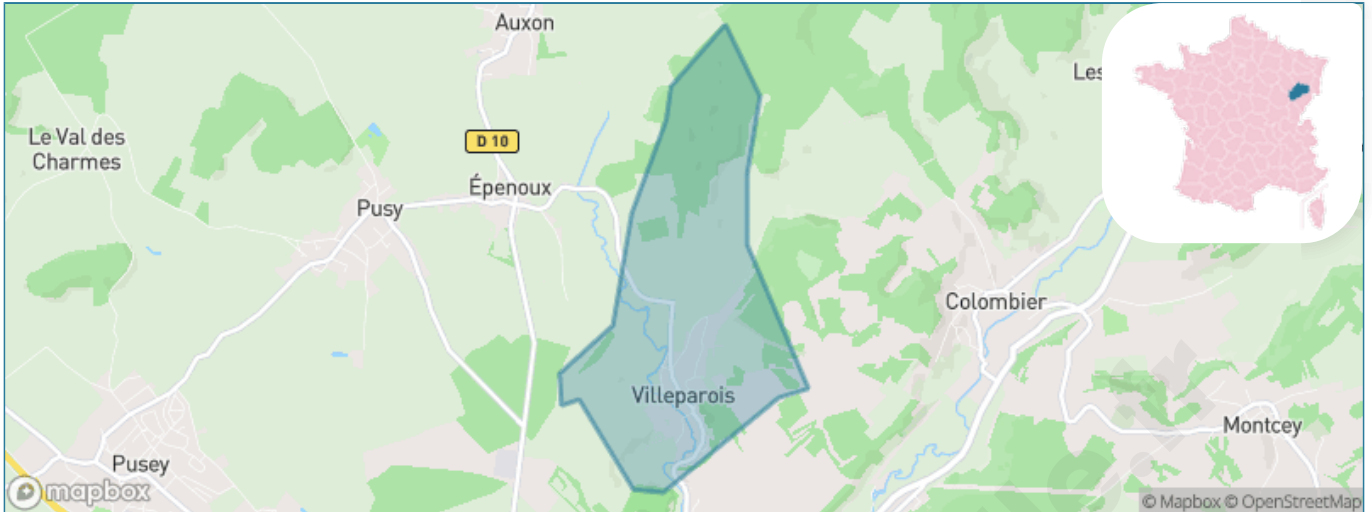 Auxon
Les
Le Val des
Charmes
D 10
Épenoux
Pusy
Colombier
Villeparois
Montcey
Pusey
mapbox
© Mapbox © OpenStreetMap